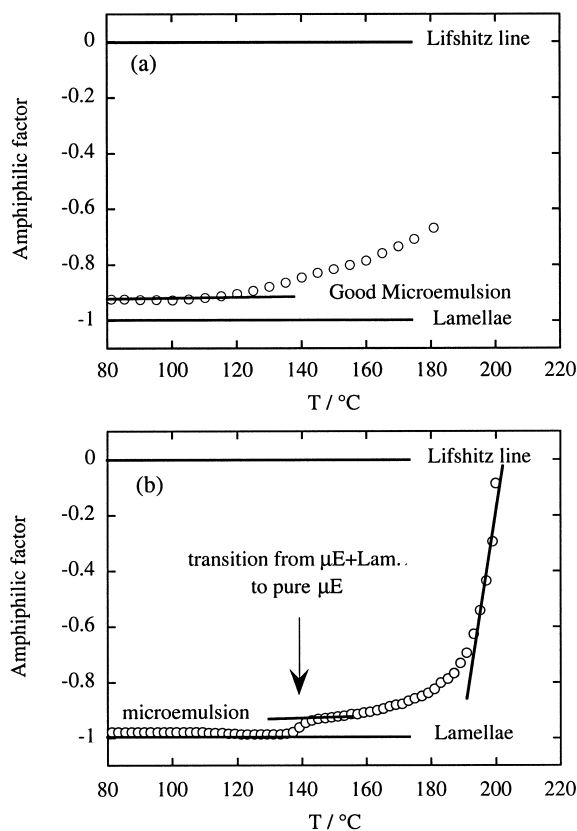 0
Lifshitz line
(a)
-0.2
-0.4
Amphiphilic factor
-0.6
-0.8
Good Microemulsion
-1
Lamellae
80 100 120 140 160 180 200 220
T / °C
0
Lifshitz line
(b)
-0.2
transition from µE+Lam..
to pure µE
-0.4
Amphiphilic factor
-0.6
-0.8
microemulsion
-1
Lamellae
80 100 120 140 160 180 200 220
T / °C